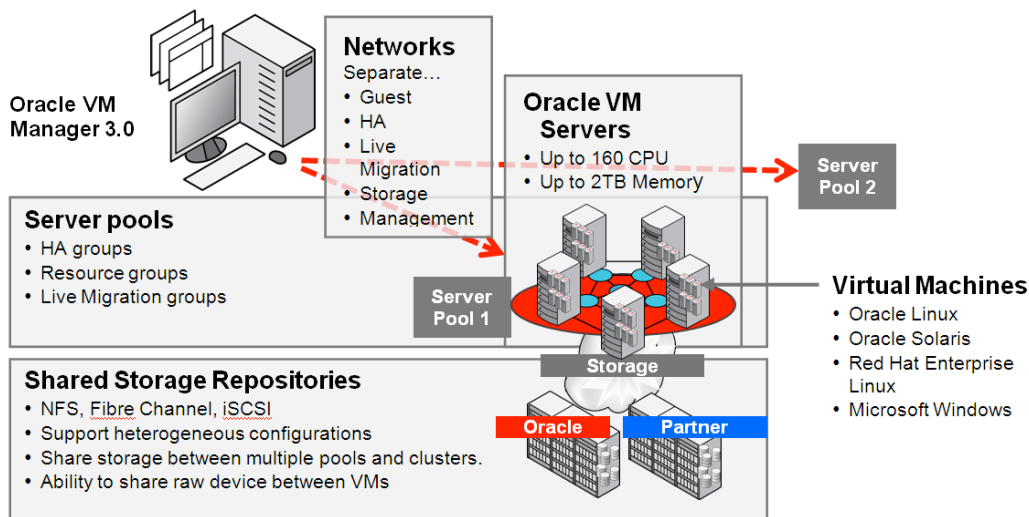 Oracle VM
Manager 3.0
Networks
Separate…
• Guest
• HA
• Live
Migration
• Storage
• Management
Oracle VM
Servers
• Up to 160 CPU
• Up to 2TB Memory
Server
Pool 2
Server pools
• HA groups
• Resource groups
• Live Migration groups
Server
Pool 1
Virtual Machines
• Oracle Linux
• Oracle Solaris
• Red Hat Enterprise
Linux
• Microsoft Windows
Storage
Shared Storage Repositories
• NFS, Fibre Channel, iSCSI
• Support heterogeneous configurations
• Share storage between multiple pools and clusters.
• Ability to share raw device between VMs
Oracle
Partner